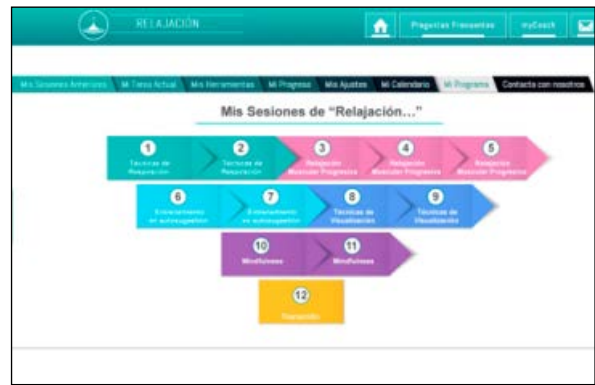 RELAJACIÓN
Preguntas Frecuentes
myCoach
Mis Sesiones Anteriores
Mi Tarea Actual
Mis Herramientas
Mi Progreso
Mis Ajustes
Mi Calendario
Mi Programa
Contacta con nosotros
Mis Sesiones de “Relajación…”
1
Técnicas de
Respiración
2
Técnicas de
Respiración
3
Relajación
Muscular Progresiva
4
Relajación
Muscular Progresiva
5
Relajación
Muscular Progresiva
6
Entrenamiento
en autosugestión
7
Entrenamiento
en autosugestión
8
Técnicas de
Visualización
9
Técnicas de
Visualización
10
Mindfulness
11
Mindfulness
12